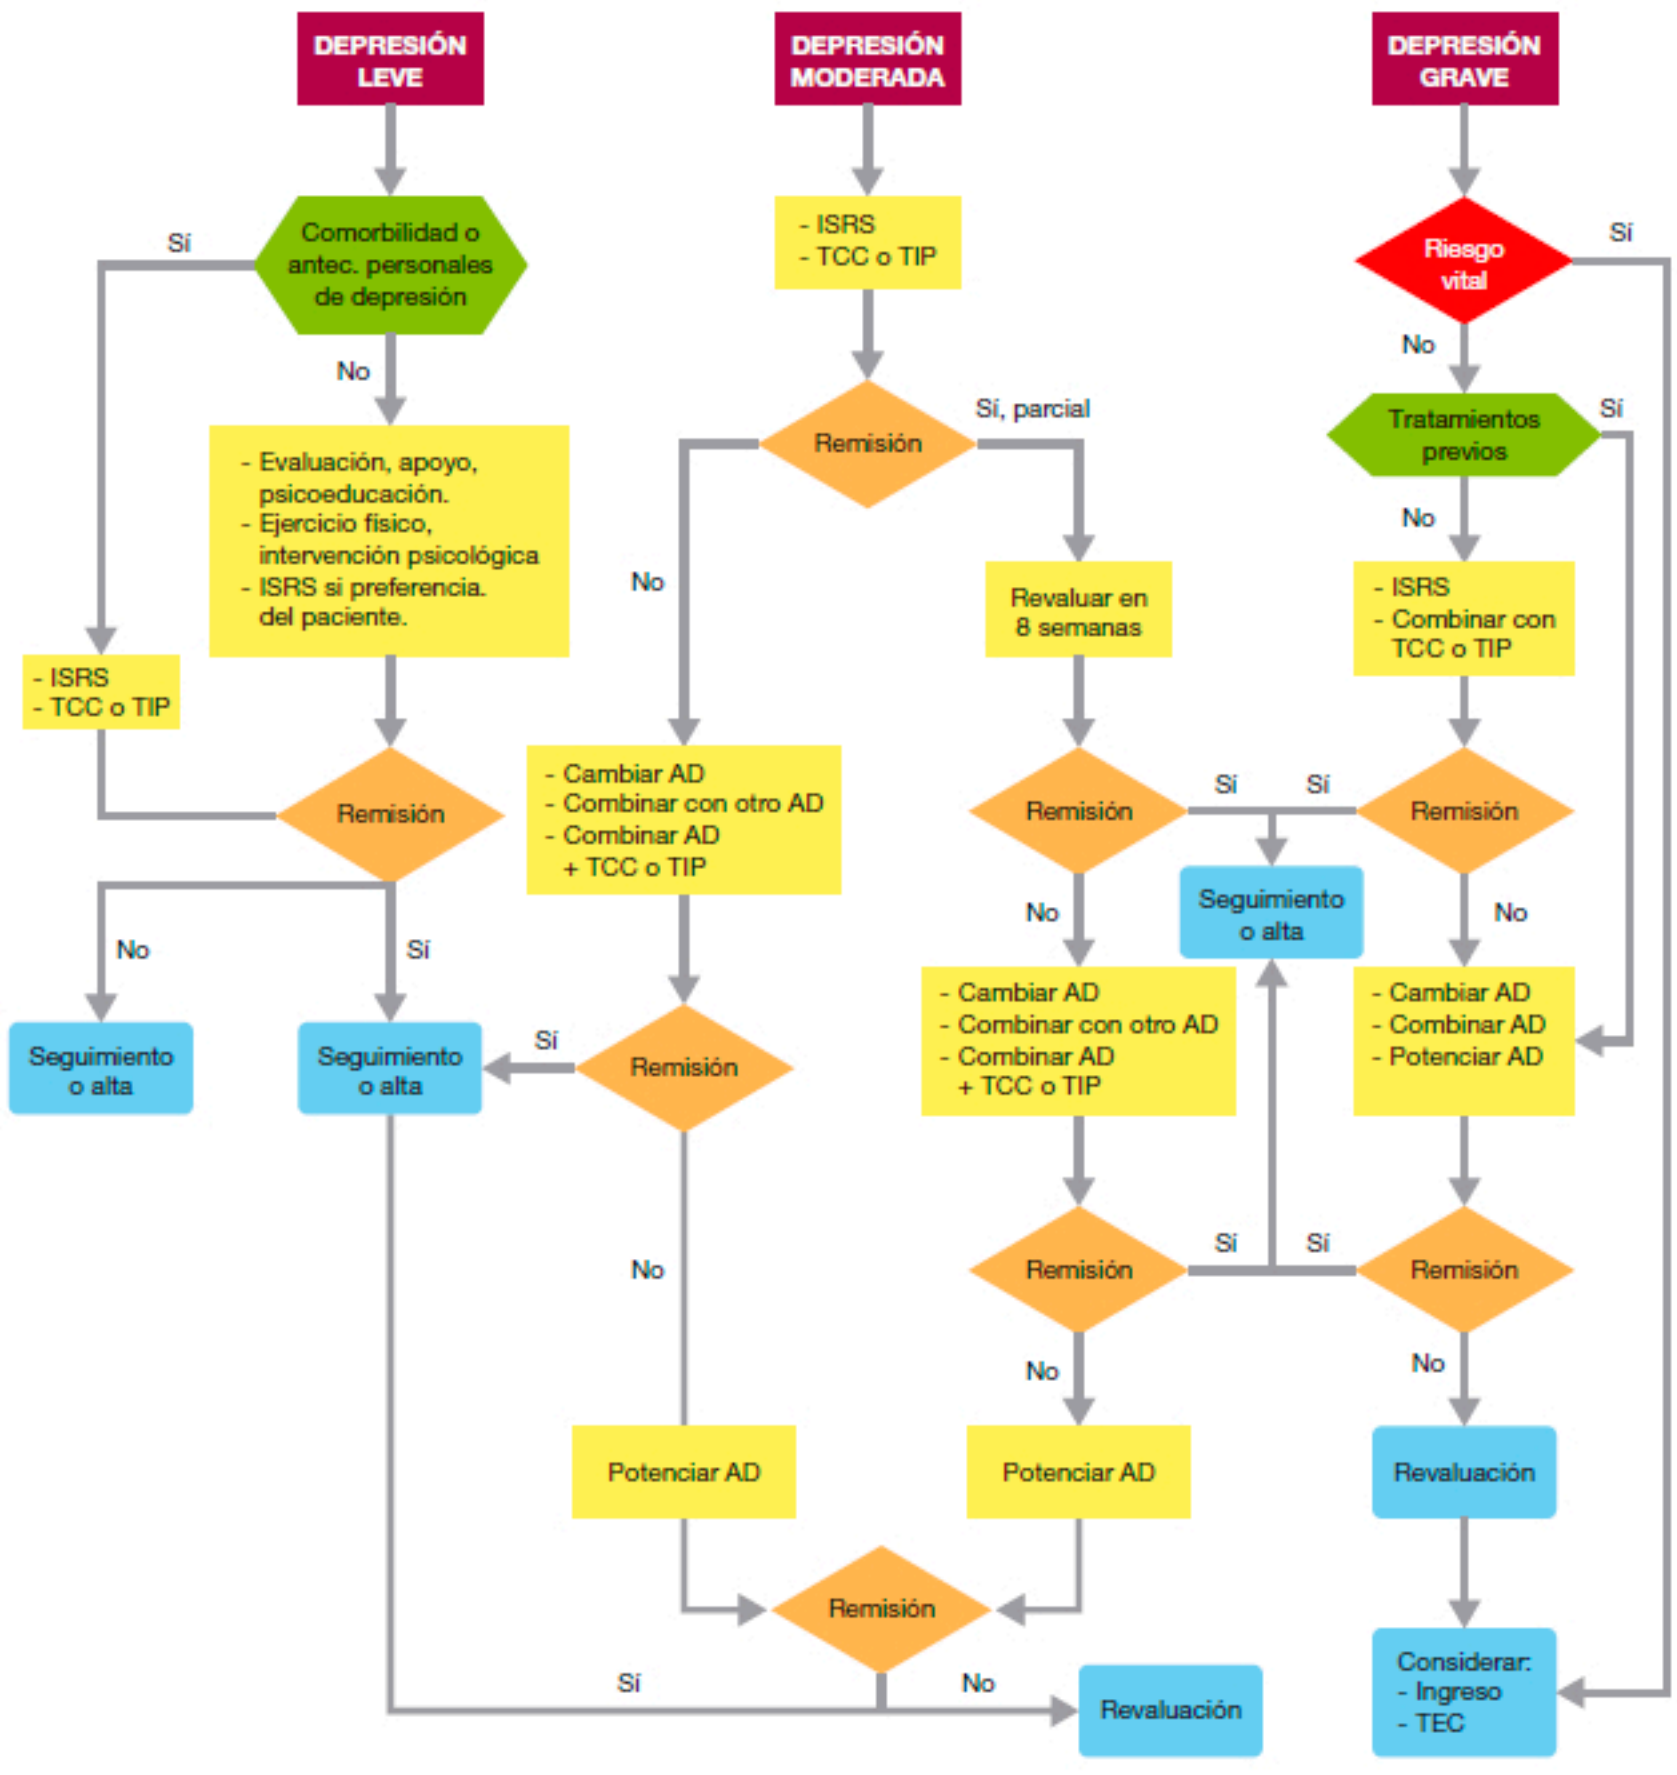 DEPRESIÓN
LEVE
DEPRESIÓN
MODERADA
DEPRESIÓN
GRAVE
Comorbilidad o
antec. personales
de depresión
Sí
No
- Evaluación, apoyo,
psicoeducación.
- Ejercicio físico,
intervención psicológica
- ISRS si preferencia.
del paciente.
- ISRS
- TCC o TIP
Remisión
No
Sí
Seguimiento
o alta
Seguimiento
o alta
- ISRS
- TCC o TIP
Remisión
Sí, parcial
No
- Cambiar AD
- Combinar con otro AD
- Combinar AD
+ TCC o TIP
Remisión
Sí
No
Potenciar AD
Revaluar en
8 semanas
Remisión
Sí
No
- Cambiar AD
- Combinar con otro AD
- Combinar AD
+ TCC o TIP
Remisión
Sí
No
Potenciar AD
Remisión
Sí
No
Revaluación
Riesgo
vital
Sí
No
Tratamientos
previos
Sí
No
- ISRS
- Combinar con
TCC o TIP
Remisión
Sí
No
Seguimiento
o alta
- Cambiar AD
- Combinar AD
- Potenciar AD
Remisión
Sí
No
Revaluación
Considerar:
- Ingreso
- TEC